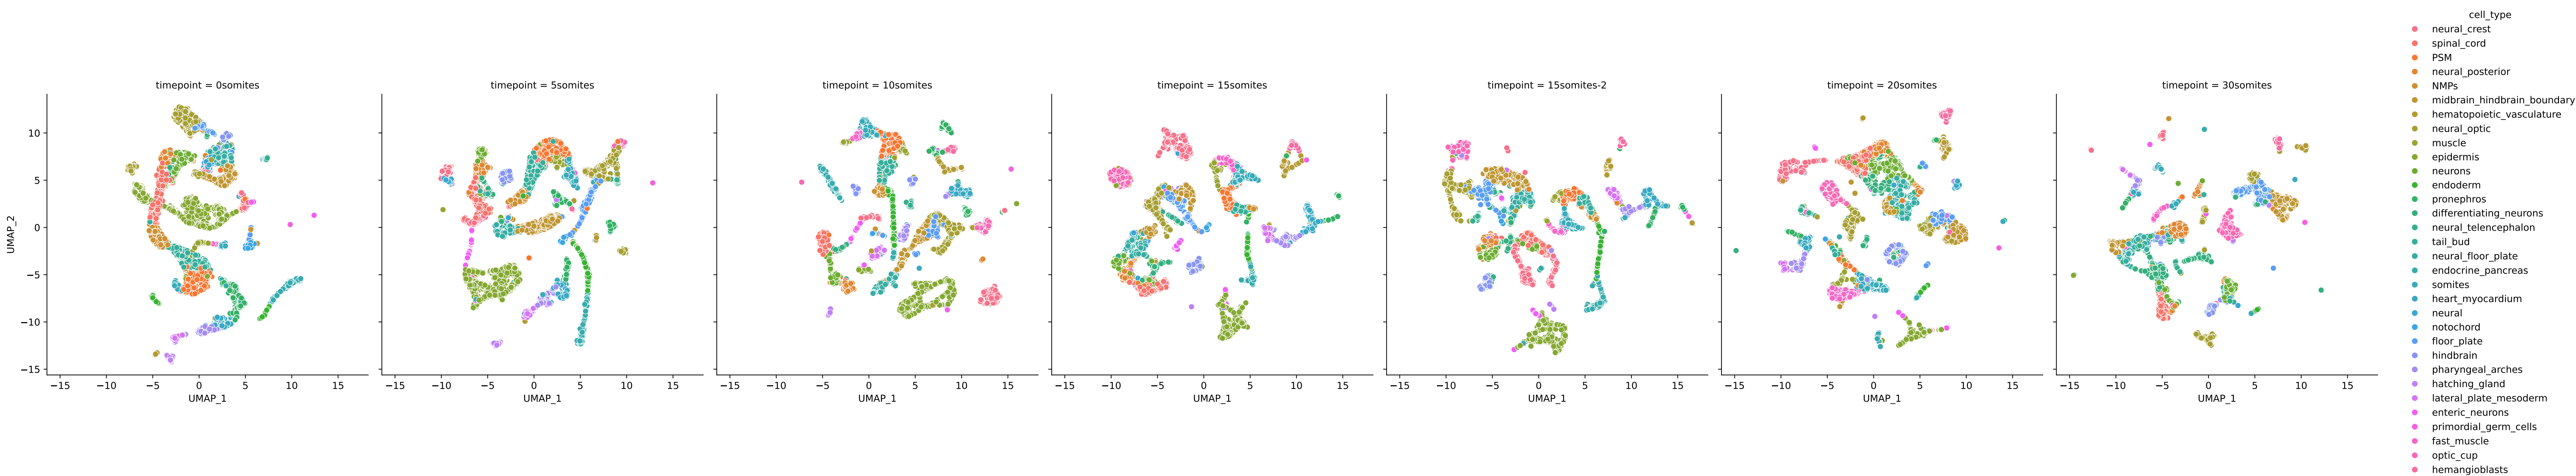 timepoint = 0somites
timepoint = 5somites
timepoint = 10somites
timepoint = 15somites
timepoint = 15somites-2
timepoint = 20somites
timepoint = 30somites
UMAP_2
10
5
0
−5
−10
−15
−15 −10 −5 0 5 10 15
−15 −10 −5 0 5 10 15
−15 −10 −5 0 5 10 15
−15 −10 −5 0 5 10 15
−15 −10 −5 0 5 10 15
−15 −10 −5 0 5 10 15
−15 −10 −5 0 5 10 15
UMAP_1
UMAP_1
UMAP_1
UMAP_1
UMAP_1
UMAP_1
UMAP_1
cell_type
neural_crest
spinal_cord
PSM
neural_posterior
NMPs
midbrain_hindbrain_boundary
hematopoietic_vasculature
neural_optic
muscle
epidermis
neurons
endoderm
pronephros
differentiating_neurons
neural_telencephalon
tail_bud
neural_floor_plate
endocrine_pancreas
somites
heart_myocardium
neural
notochord
floor_plate
hindbrain
pharyngeal_arches
hatching_gland
lateral_plate_mesoderm
enteric_neurons
primordial_germ_cells
fast_muscle
optic_cup
hemangioblasts